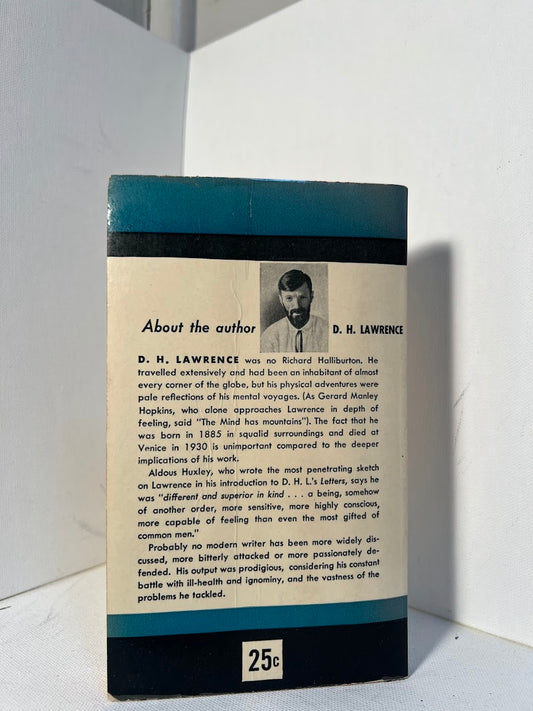 About the author D. H. LAWRENCE
D. H. LAWRENCE was no Richard Halliburton. He
travelled extensively and had been an inhabitant of almost
every corner of the globe, but his physical adventures were
pale reflections of his mental voyages. (As Gerard Manley
Hopkins, who alone approaches Lawrence in depth of
feeling, said "The Mind has mountains"). The fact that he
was born in 1885 in squalid surroundings and died at
Venice in 1930 is unimportant compared to the deeper
implications of his work.
Aldous Huxley, who wrote the most penetrating sketch
on Lawrence in his introduction to D. H. L.'s Letters, says he
was "different and superior in kind . . . a being, somehow
of another order, more sensitive, more highly conscious,
more capable of feeling than even the most gifted of
common men."
Probably no modern writer has been more widely dis-
cussed, more bitterly attacked or more passionately de-
fended. His output was prodigious, considering his constant
battle with ill-health and ignominy, and the vastness of the
problems he tackled.
25c